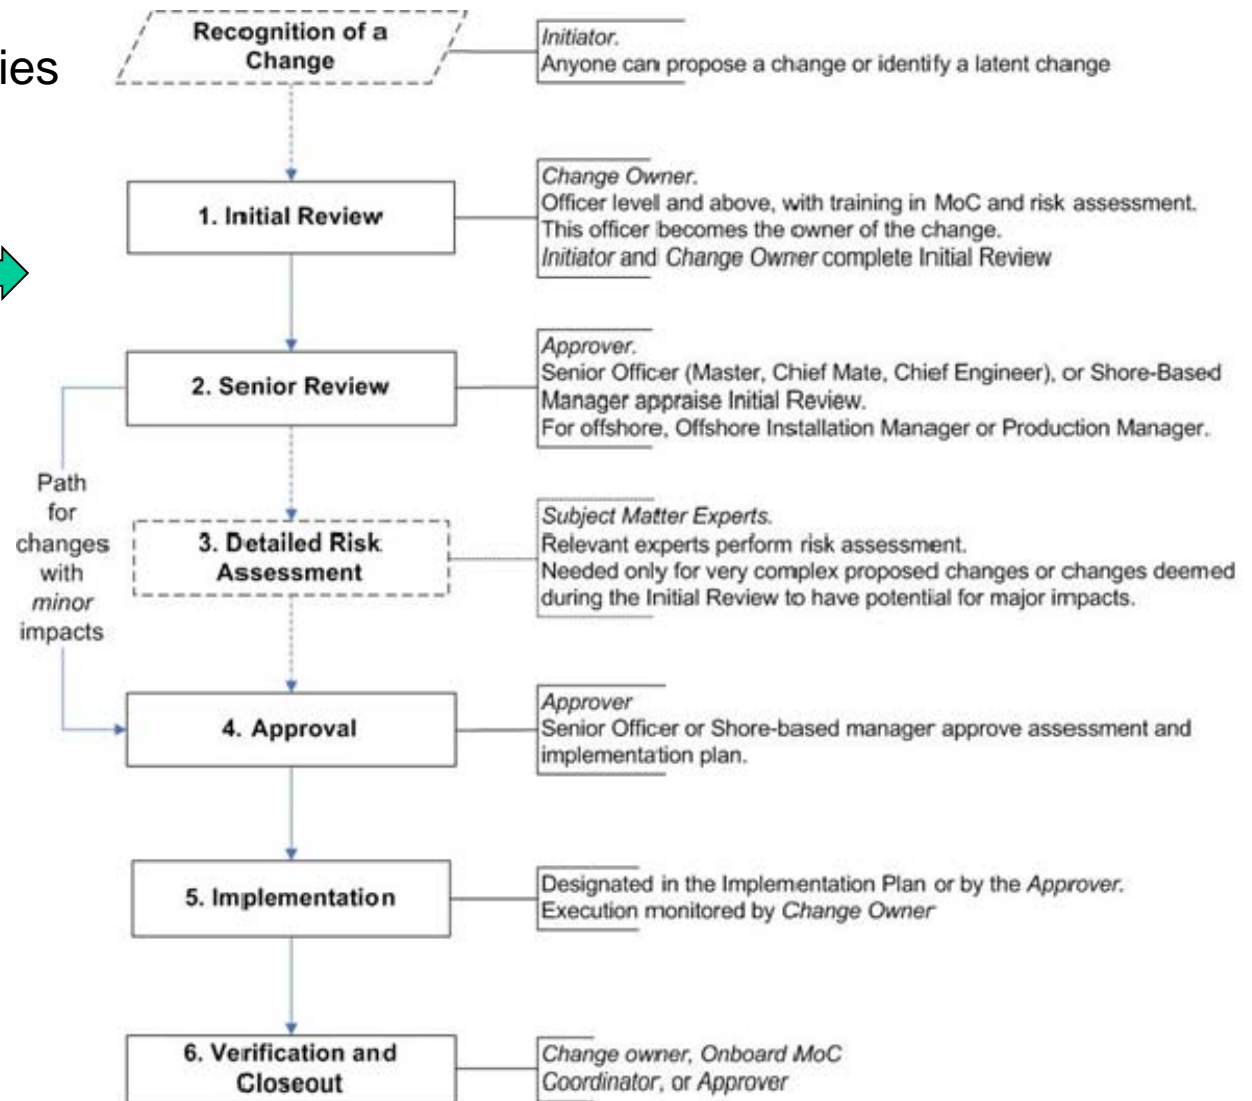 ies
Recognition of a
Change
Initiator.
Anyone can propose a change or identify a latent change
1. Initial Review
Change Owner.
Officer level and above, with training in MoC and risk assessment.
This officer becomes the owner of the change.
Initiator and Change Owner complete Initial Review
2. Senior Review
Approver.
Senior Officer (Master, Chief Mate, Chief Engineer), or Shore-Based
Manager appraise Initial Review.
For offshore, Offshore Installation Manager or Production Manager.
Path
for
changes
with
minor
impacts
3. Detailed Risk
Assessment
Subject Matter Experts.
Relevant experts perform risk assessment.
Needed only for very complex proposed changes or changes deemed
during the Initial Review to have potential for major impacts.
4. Approval
Approver
Senior Officer or Shore-based manager approve assessment and
implementation plan.
5. Implementation
Designated in the Implementation Plan or by the Approver.
Execution monitored by Change Owner
6. Verification and
Closeout
Change owner, Onboard MoC
Coordinator, or Approver